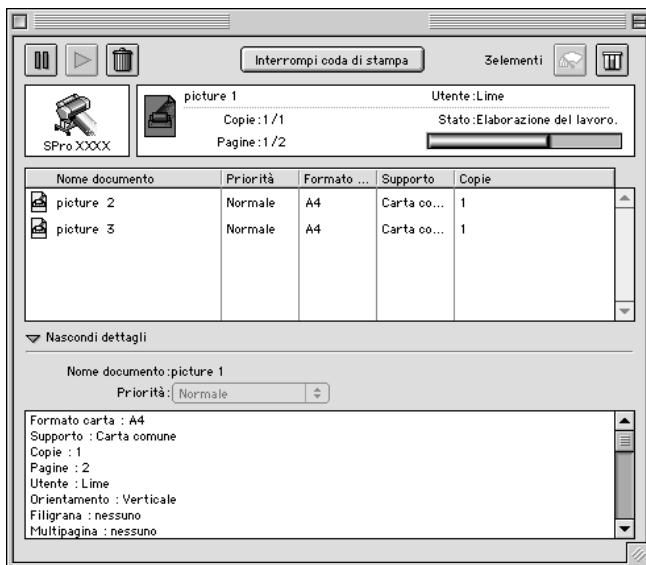 Interrompi coda di stampa
3elementi
SPro XXXX
picture 1
Utente:Lime
Copie:1/1
Stato:Elaborazione del lavoro.
Pagine:1/2
Nome documento Priorità Formato ... Supporto Copie
picture 2 Normale A4 Carta co... 1
picture 3 Normale A4 Carta co... 1
Nascondi dettagli
Nome documento:picture 1
Priorità: Normale
Formato carta : A4
Supporto : Carta comune
Copie : 1
Pagine : 2
Utente : Lime
Orientamento : Verticale
Filigrana : nessuno
Multipagina : nessuno